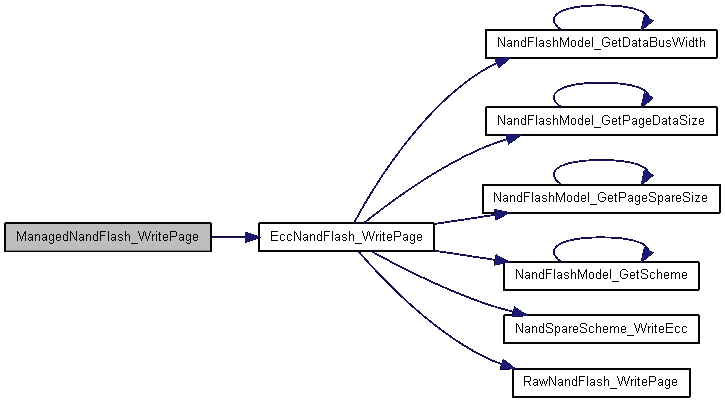 ManagedNandFlash_WritePage
EccNandFlash_WritePage
NandFlashModel_GetDataBusWidth
NandFlashModel_GetPageDataSize
NandFlashModel_GetPageSpareSize
NandFlashModel_GetScheme
NandSpareScheme_WriteEcc
RawNandFlash_WritePage